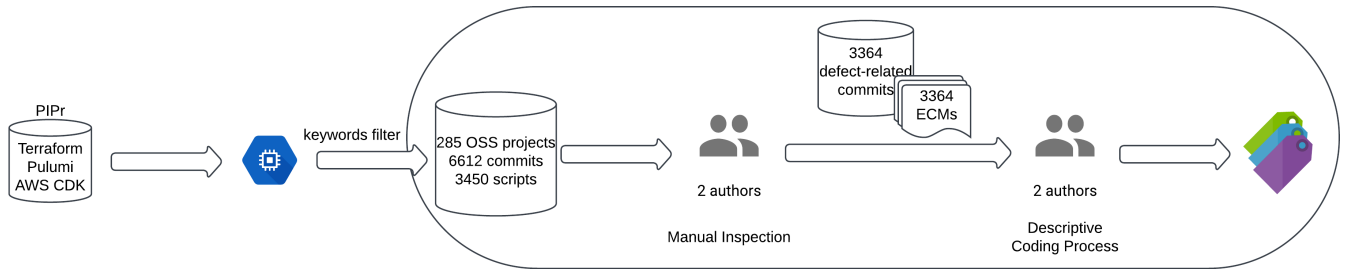 PIPr
Terraform
Pulumi
AWS CDK
keywords filter
285 OSS projects
6612 commits
3450 scripts
2 authors
Manual Inspection
3364
defect-related
commits
3364
ECMs
2 authors
Descriptive
Coding Process